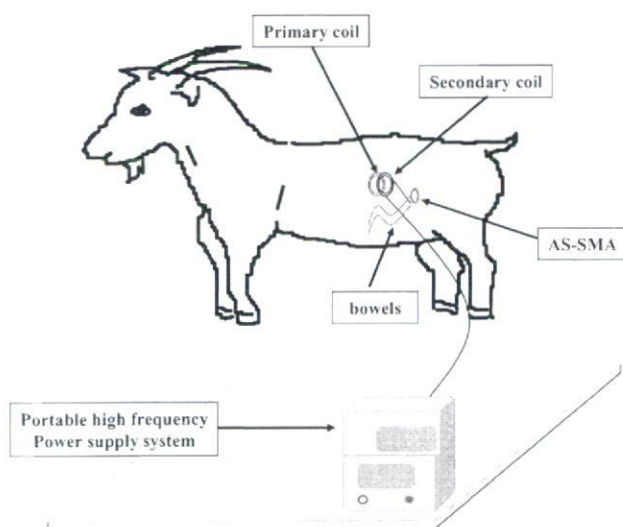 Primary coil
Secondary coil
AS-SMA
bowels
Portable high frequency
Power supply system